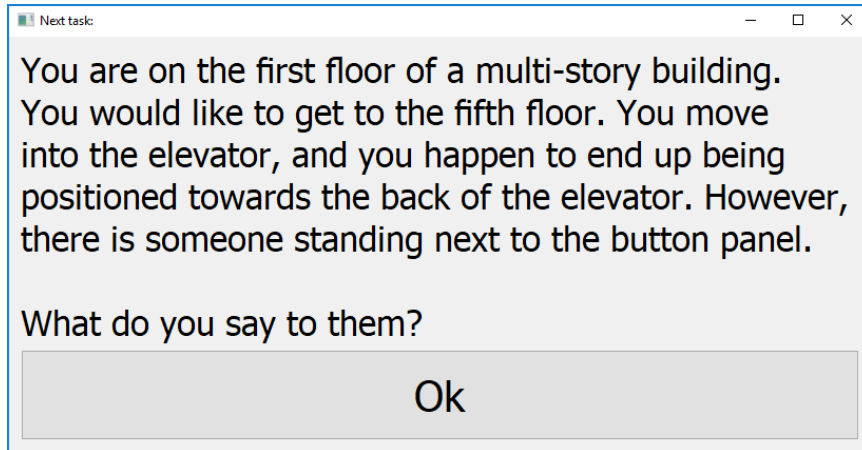 Next task:
You are on the first floor of a multi-story building.
You would like to get to the fifth floor. You move
into the elevator, and you happen to end up being
positioned towards the back of the elevator. However,
there is someone standing next to the button panel.
What do you say to them?
Ok